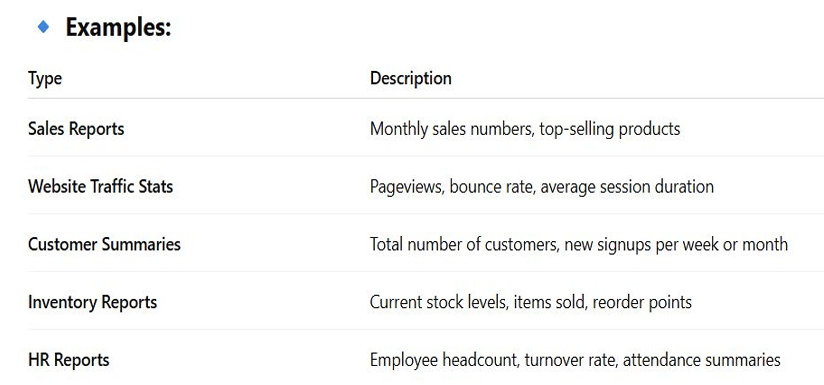 Examples:
Type Description
Sales Reports Monthly sales numbers, top-selling products
Website Traffic Stats Pageviews, bounce rate, average session duration
Customer Summaries Total number of customers, new signups per week or month
Inventory Reports Current stock levels, items sold, reorder points
HR Reports Employee headcount, turnover rate, attendance summaries